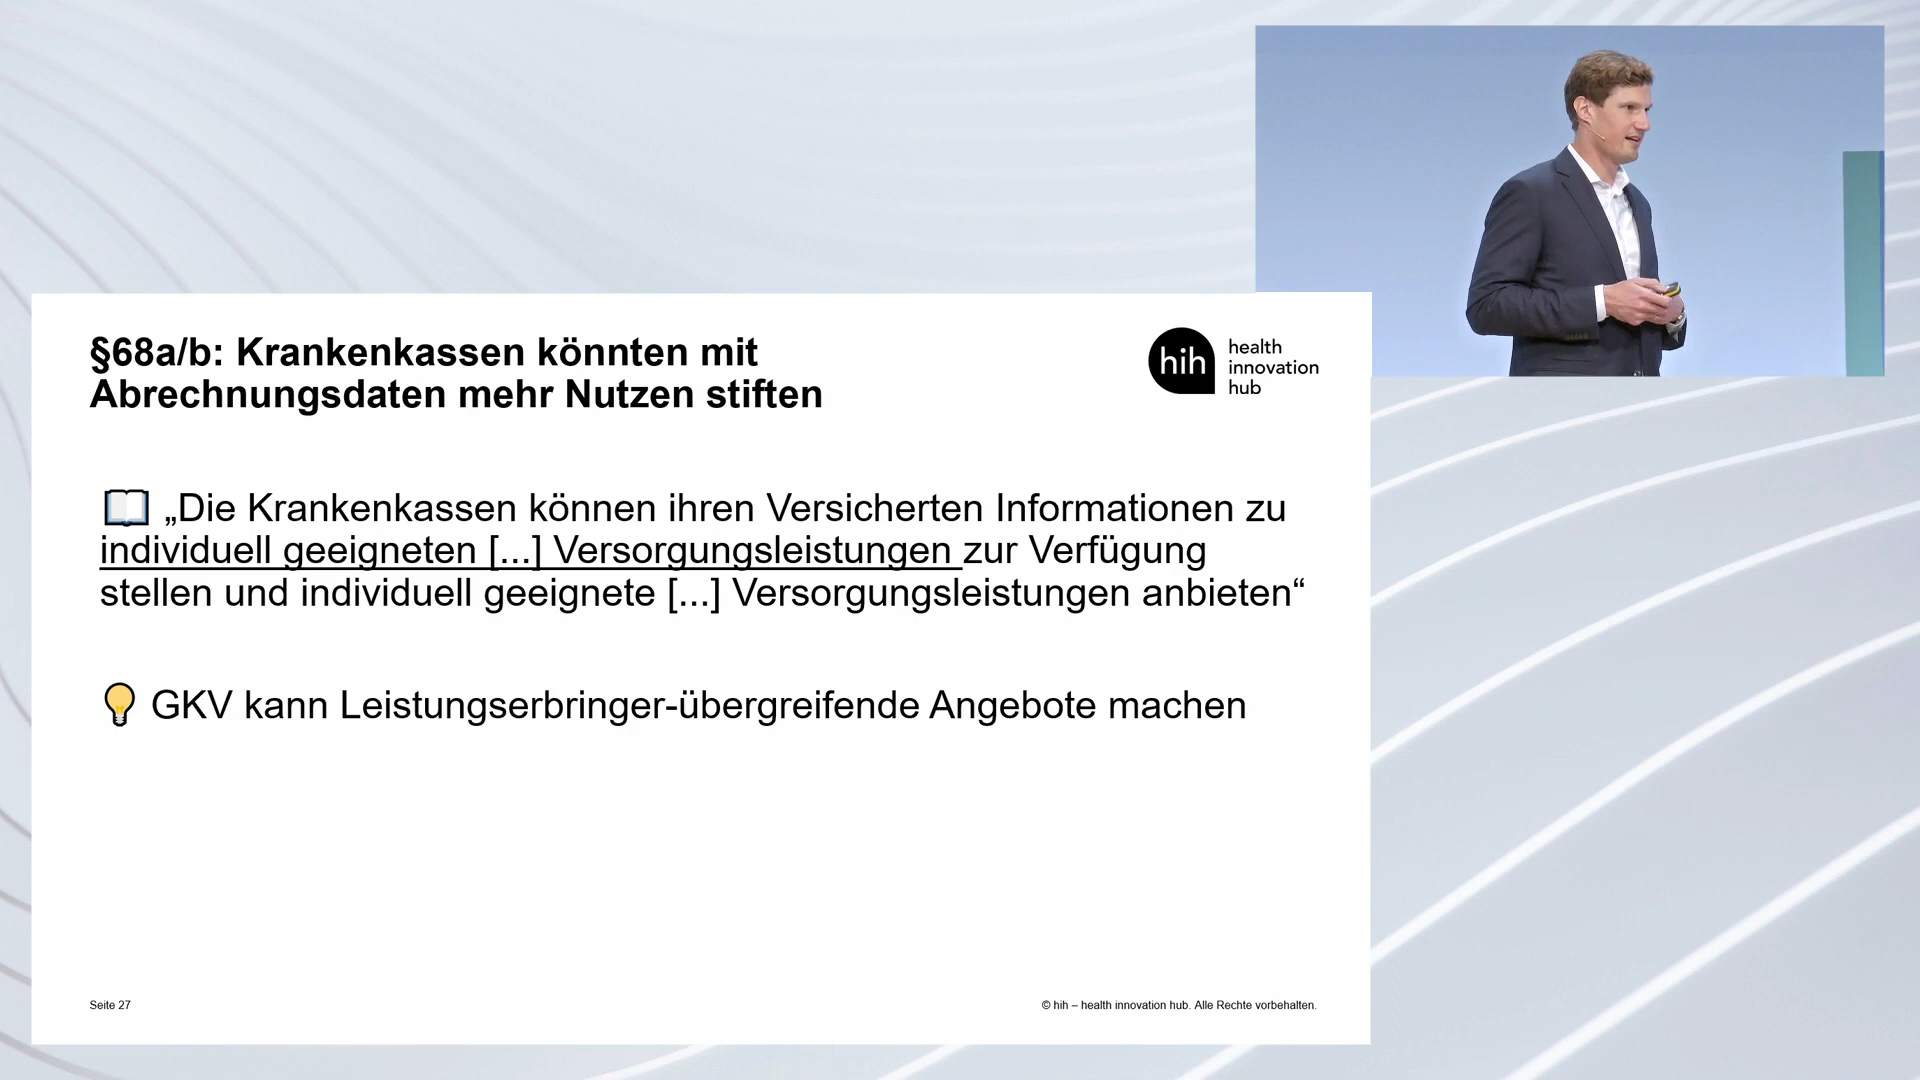 §68a/b: Krankenkassen könnten mit
Abrechnungsdaten mehr Nutzen stiften
hih
health
innovation
hub
📖 „Die Krankenkassen können ihren Versicherten Informationen zu
individuell geeigneten [...] Versorgungsleistungen zur Verfügung
stellen und individuell geeignete [...] Versorgungsleistungen anbieten“
💡 GKV kann Leistungserbringer-übergreifende Angebote machen
Seite 27
© hih – health innovation hub. Alle Rechte vorbehalten.